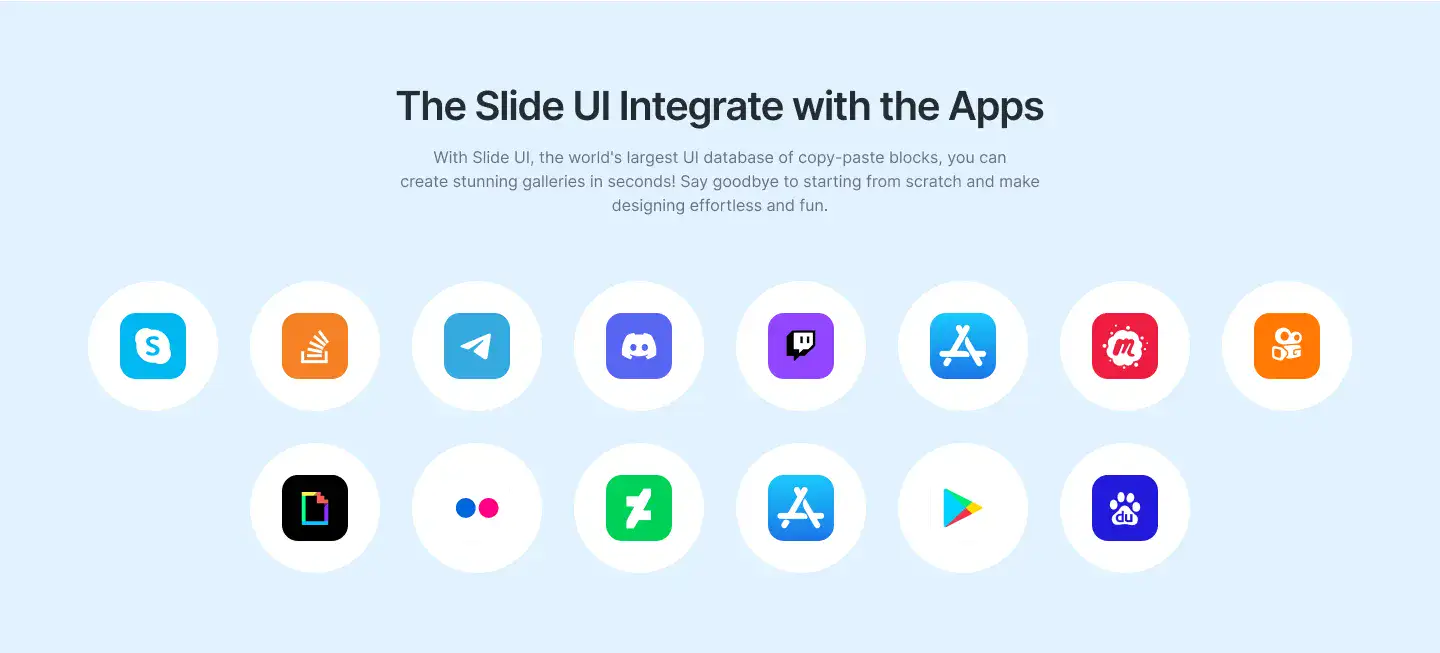 The Slide UI Integrate with the Apps
With Slide UI, the world's largest UI database of copy-paste blocks, you can
create stunning galleries in seconds! Say goodbye to starting from scratch and make
designing effortless and fun.
S
m
du